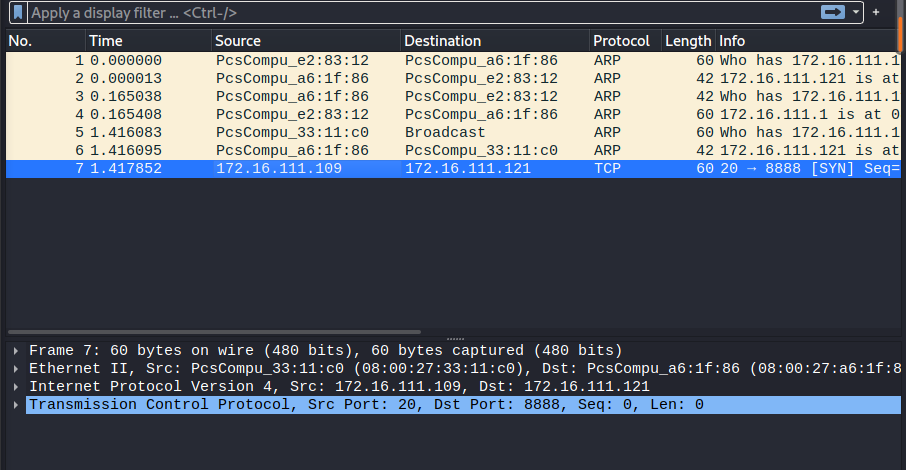 Apply a display filter ... <Ctrl-/>
No. Time Source Destination Protocol Length Info
1 0.000000 PcsCompu_e2:83:12 PcsCompu_a6:1f:86 ARP 60 Who has 172.16.111.1
2 0.000013 PcsCompu_a6:1f:86 PcsCompu_e2:83:12 ARP 42 172.16.111.121 is at
3 0.165038 PcsCompu_a6:1f:86 PcsCompu_e2:83:12 ARP 42 Who has 172.16.111.1
4 0.165408 PcsCompu_e2:83:12 PcsCompu_a6:1f:86 ARP 60 172.16.111.1 is at 0
5 1.416083 PcsCompu_33:11:c0 Broadcast ARP 60 Who has 172.16.111.1
6 1.416095 PcsCompu_a6:1f:86 PcsCompu_33:11:c0 ARP 42 172.16.111.121 is at
7 1.417852 172.16.111.109 172.16.111.121 TCP 60 20 → 8888 [SYN] Seq=
Frame 7: 60 bytes on wire (480 bits), 60 bytes captured (480 bits)
Ethernet II, Src: PcsCompu_33:11:c0 (08:00:27:33:11:c0), Dst: PcsCompu_a6:1f:86 (08:00:27:a6:1f:8
Internet Protocol Version 4, Src: 172.16.111.109, Dst: 172.16.111.121
Transmission Control Protocol, Src Port: 20, Dst Port: 8888, Seq: 0, Len: 0